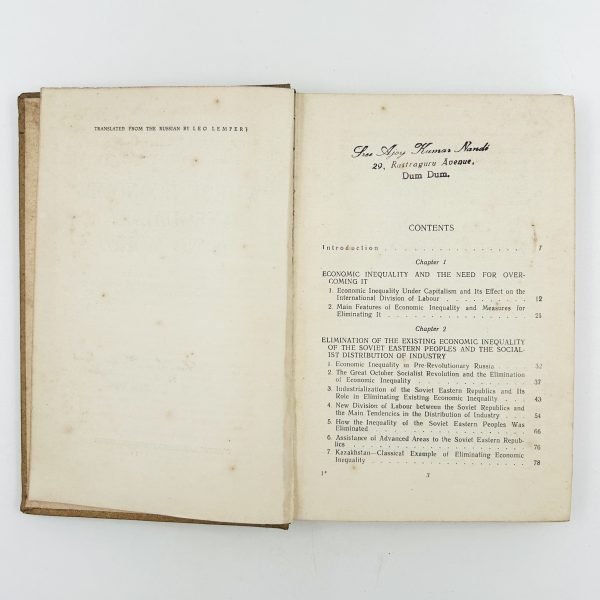 TRANSLATED FROM THE RUSSIAN BY LEO LEMPERT
Sree Ajoy Kumar Nandi
29, Rastraguru Avenue,
Dum Dum.
CONTENTS
Introduction . . . . . . . . . . . . . . . . 7
Chapter 1
ECONOMIC INEQUALITY AND THE NEED FOR OVER-
COMING IT
1. Economic Inequality Under Capitalism and Its Effect on the
International Division of Labour . . . . . . . . . . 12
2. Main Features of Economic Inequality and Measures for
Eliminating It . . . . . . . . . . . . . . 21
Chapter 2
ELIMINATION OF THE EXISTING ECONOMIC INEQUALITY
OF THE SOVIET EASTERN PEOPLES AND THE SOCIAL-
IST DISTRIBUTION OF INDUSTRY
1. Economic Inequality in Pre-Revolutionary Russia . . . . 32
2. The Great October Socialist Revolution and the Elimination
of Economic Inequality . . . . . . . . . . . . 37
3. Industrialization of the Soviet Eastern Republics and Its
Role in Eliminating Existing Economic Inequality . . . . 43
4. New Division of Labour between the Soviet Republics and
the Main Tendencies in the Distribution of Industry . . . . 54
5. How the Inequality of the Soviet Eastern Peoples Was
Eliminated . . . . . . . . . . . . . . . 66
6. Assistance of Advanced Areas to the Soviet Eastern Repub-
lics . . . . . . . . . . . . . . . . . 76
7. Kazakhstan—Classical Example of Eliminating Economic
Inequality . . . . . . . . . . . . . . . 78
1*
3